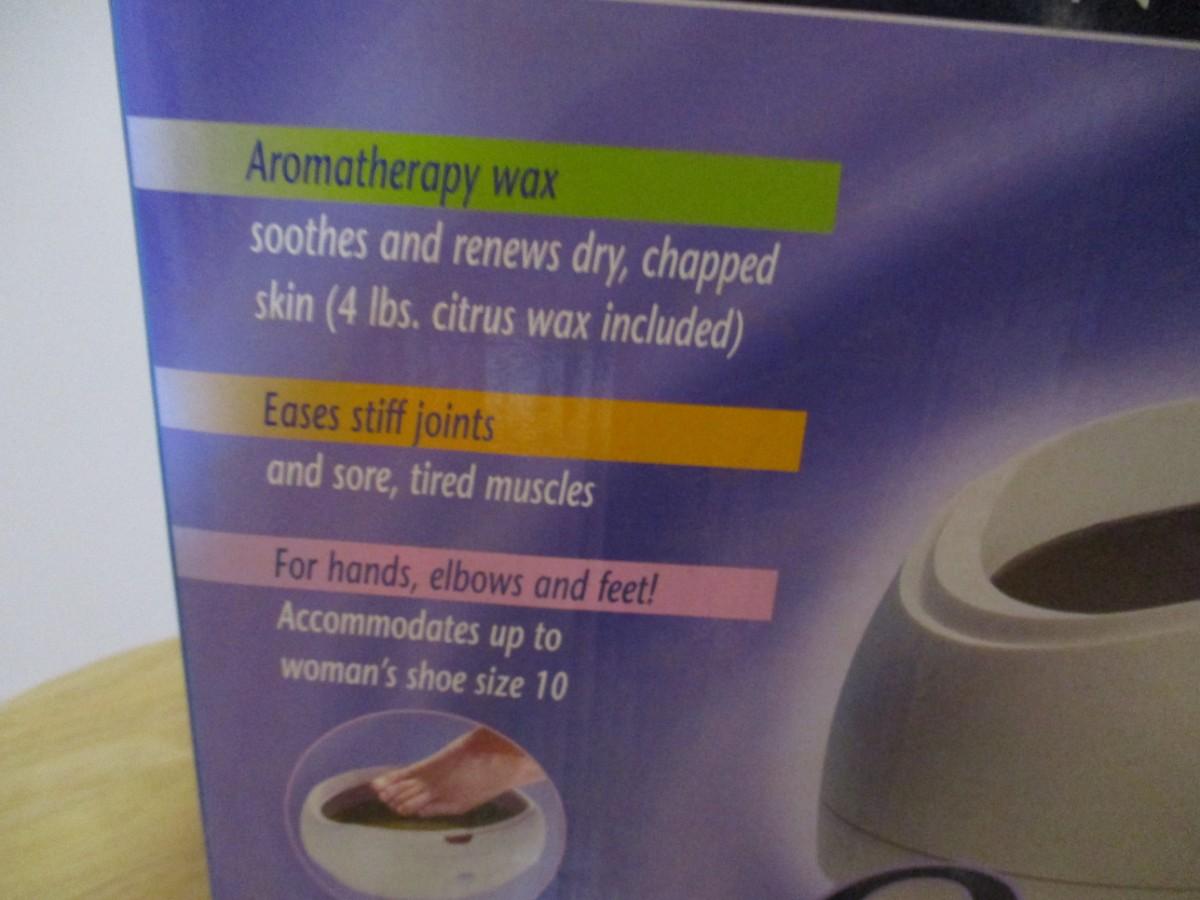 Aromatherapy wax
soothes and renews dry, chapped
skin (4 lbs. citrus wax included)
Eases stiff joints
and sore, tired muscles
For hands, elbows and feet!
Accommodates up to
woman's shoe size 10